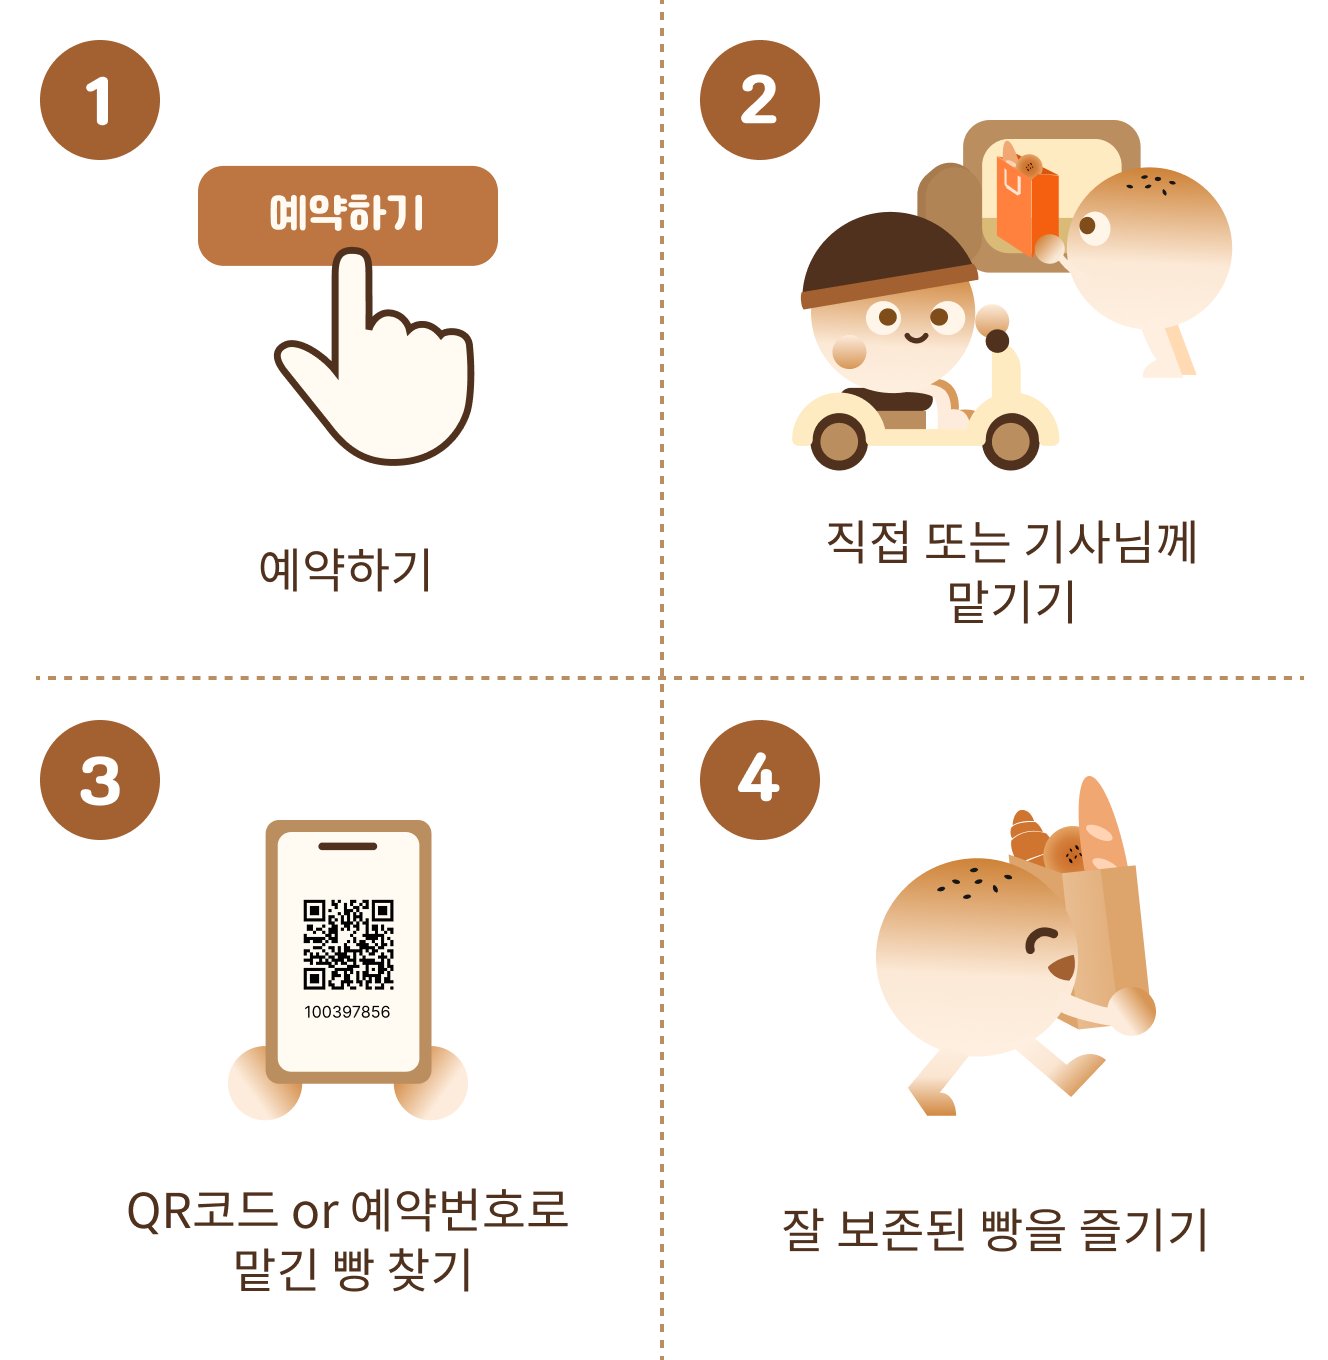 1
예약하기
예약하기
2
직접 또는 기사님께
맡기기
3
100397856
QR코드 or 예약번호로
맡긴 빵 찾기
4
잘 보존된 빵을 즐기기